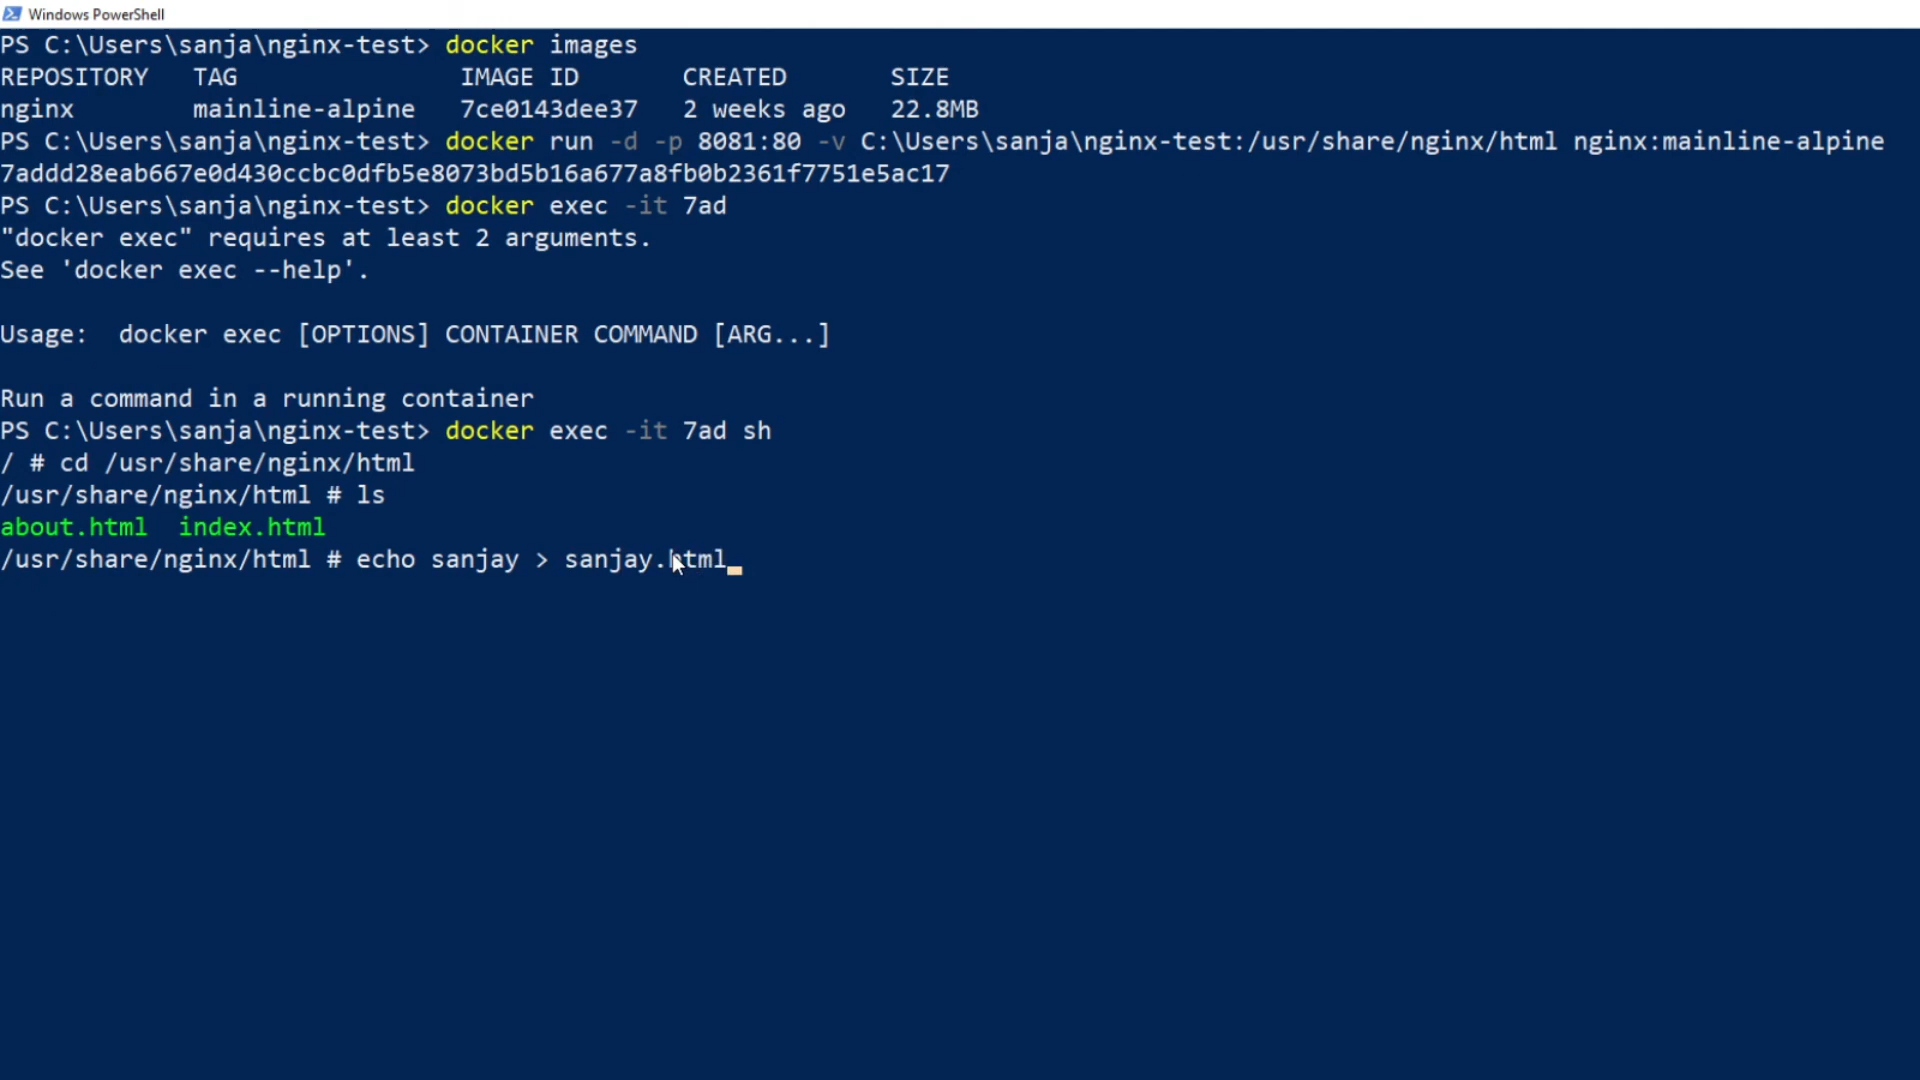 Windows PowerShell
PS C:\Users\sanja\nginx-test> docker images
REPOSITORY   TAG               IMAGE ID       CREATED       SIZE
nginx        mainline-alpine   7ce0143dee37   2 weeks ago   22.8MB
PS C:\Users\sanja\nginx-test> docker run -d -p 8081:80 -v C:\Users\sanja\nginx-test:/usr/share/nginx/html nginx:mainline-alpine
7addd28eab667e0d430ccbc0dfb5e8073bd5b16a677a8fb0b2361f7751e5ac17
PS C:\Users\sanja\nginx-test> docker exec -it 7ad
"docker exec" requires at least 2 arguments.
See 'docker exec --help'.
Usage:  docker exec [OPTIONS] CONTAINER COMMAND [ARG...]
Run a command in a running container
PS C:\Users\sanja\nginx-test> docker exec -it 7ad sh
/ # cd /usr/share/nginx/html
/usr/share/nginx/html # ls
about.html  index.html
/usr/share/nginx/html # echo sanjay > sanjay.html